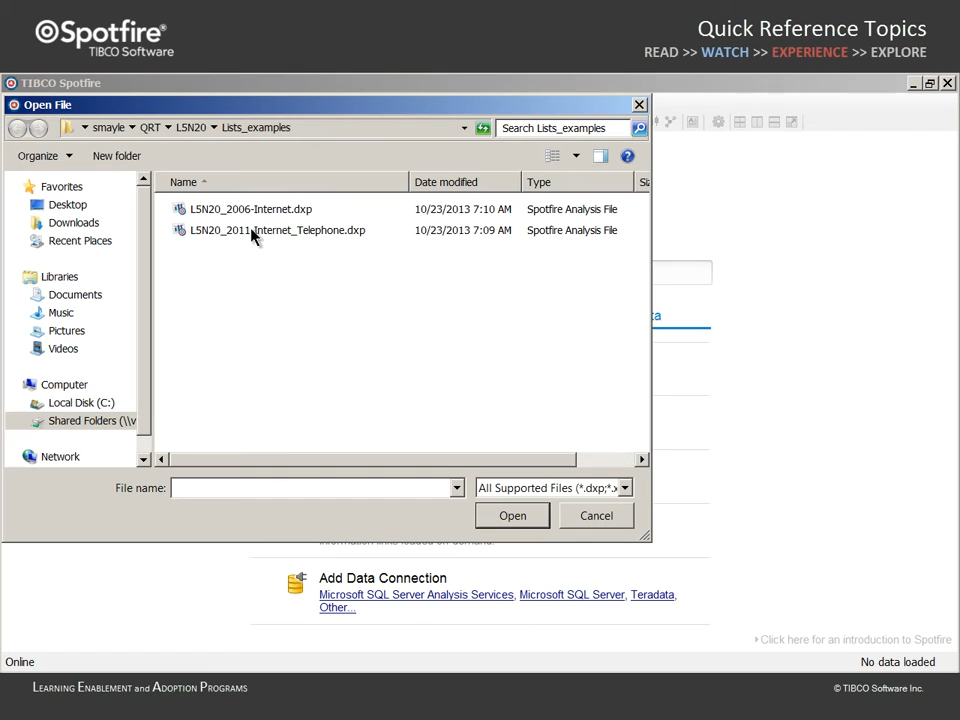 Spotfire®
TIBCO Software
Quick Reference Topics
READ >> WATCH >> EXPERIENCE >> EXPLORE
TIBCO Spotfire
Open File
smayle QRT L5N20 Lists_examples
Search Lists_examples
Organize New folder
Name Date modified Type
Favorites
Desktop
Downloads
Recent Places
Libraries
Documents
Music
Pictures
Videos
Computer
Local Disk (C:)
Shared Folders (\\v
Network
L5N20_2006-Internet.dxp 10/23/2013 7:10 AM Spotfire Analysis File
L5N20_2011-Internet_Telephone.dxp 10/23/2013 7:09 AM Spotfire Analysis File
File name:
All Supported Files (*.dxp;*.x
Open Cancel
ta
Add Data Connection
Microsoft SQL Server Analysis Services, Microsoft SQL Server, Teradata,
Other...
Click here for an introduction to Spotfire
Online
No data loaded
LEARNING ENABLEMENT AND ADOPTION PROGRAMS
© TIBCO Software Inc.